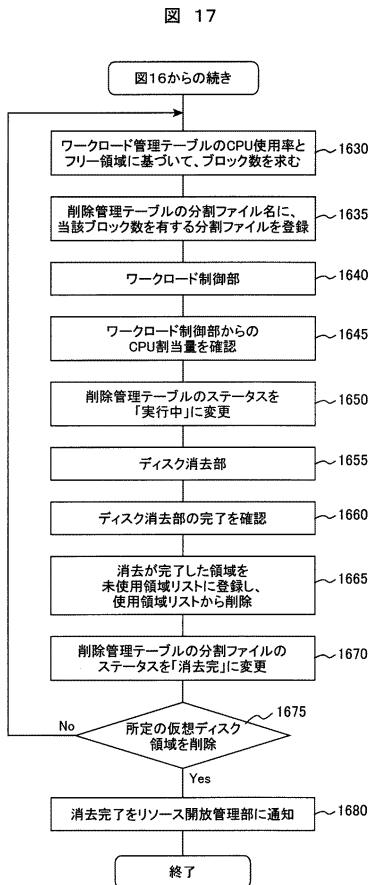 図 17
図16からの続き
ワークロード管理テーブルのCPU使用率と
フリー領域に基づいて、ブロック数を求む
1630
削除管理テーブルの分割ファイル名に、
当該ブロック数を有する分割ファイルを登録
1635
ワークロード制御部
1640
ワークロード制御部からの
CPU割当量を確認
1645
削除管理テーブルのステータスを
「実行中」に変更
1650
ディスク消去部
1655
ディスク消去部の完了を確認
1660
消去が完了した領域を
未使用領域リストに登録し、
使用領域リストから削除
1665
削除管理テーブルの分割ファイルの
ステータスを「消去完」に変更
1670
所定の仮想ディスク
領域を削除
1675
No
Yes
消去完了をリソース開放管理部に通知
1680
終了